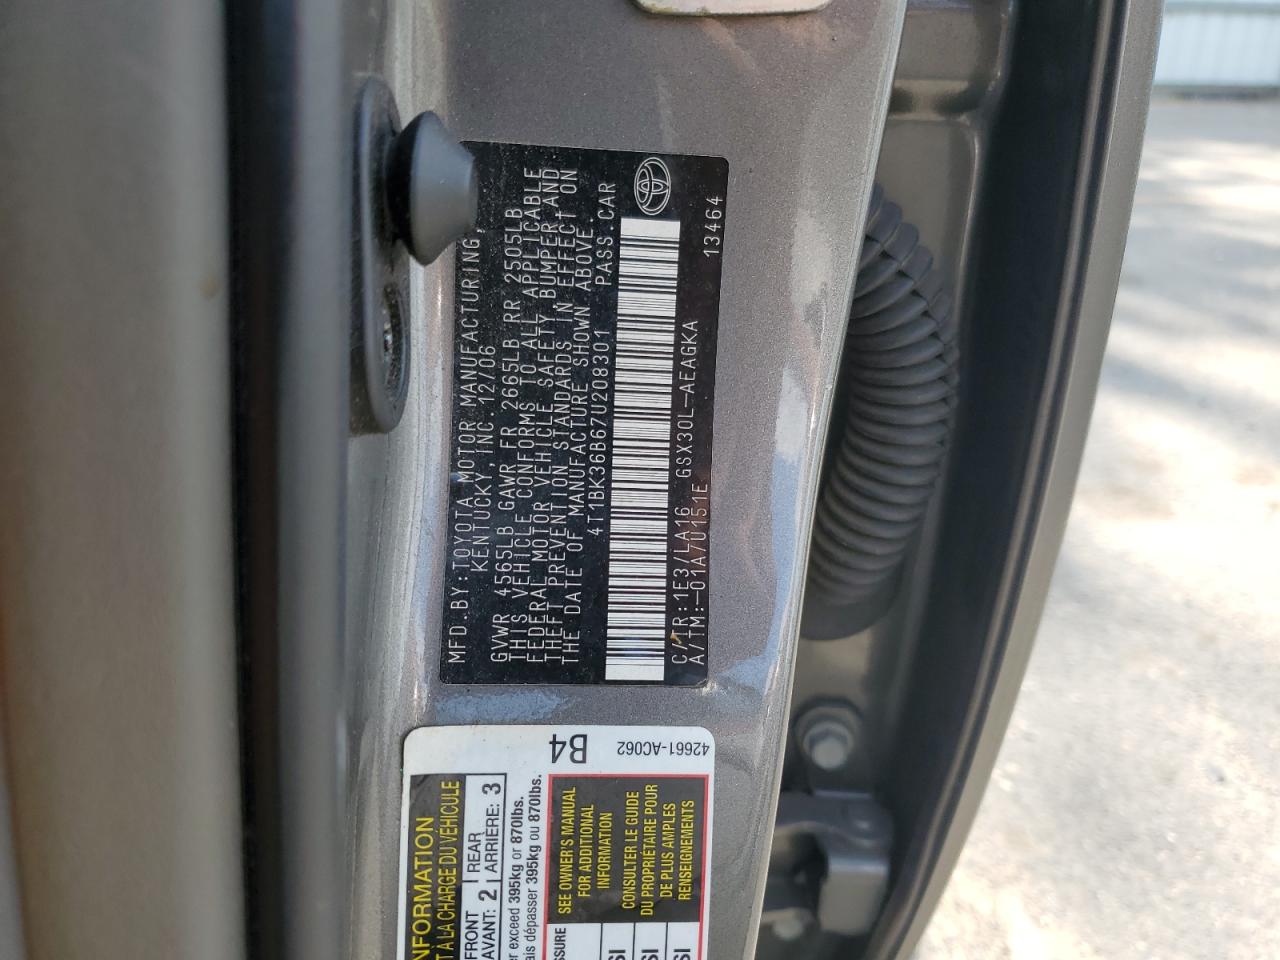 MFD.BY:TOYOTA MOTOR MANUFACTURING,
KENTUCKY, INC. 12/06
GVWR 4565LB GAWR FR 2665LB RR 2505LB
THIS VEHICLE CONFORMS TO ALL APPLICABLE
FEDERAL MOTOR VEHICLE SAFETY, BUMPER, AND
THEFT PREVENTION STANDARDS IN EFFECT ON
THE DATE OF MANUFACTURE SHOWN ABOVE.
4T1BK36B67U208301 PASS.CAR
C/TR:1E3/LA16 GSX30L-AEAGKA
A/TM:-01A/0151E 13464
B4
42661-AC062
T À LA CHARGE DU VÉHICULE
FRONT
AVANT: 2
REAR
ARRIÈRE: 3
exceed 395kg or 870lbs.
dépasser 395kg ou 870lbs.
SEE OWNER'S MANUAL
FOR ADDITIONAL
INFORMATION
CONSULTER LE GUIDE
DU PROPRIÉTAIRE POUR
DE PLUS AMPLES
RENSEIGNEMENTS